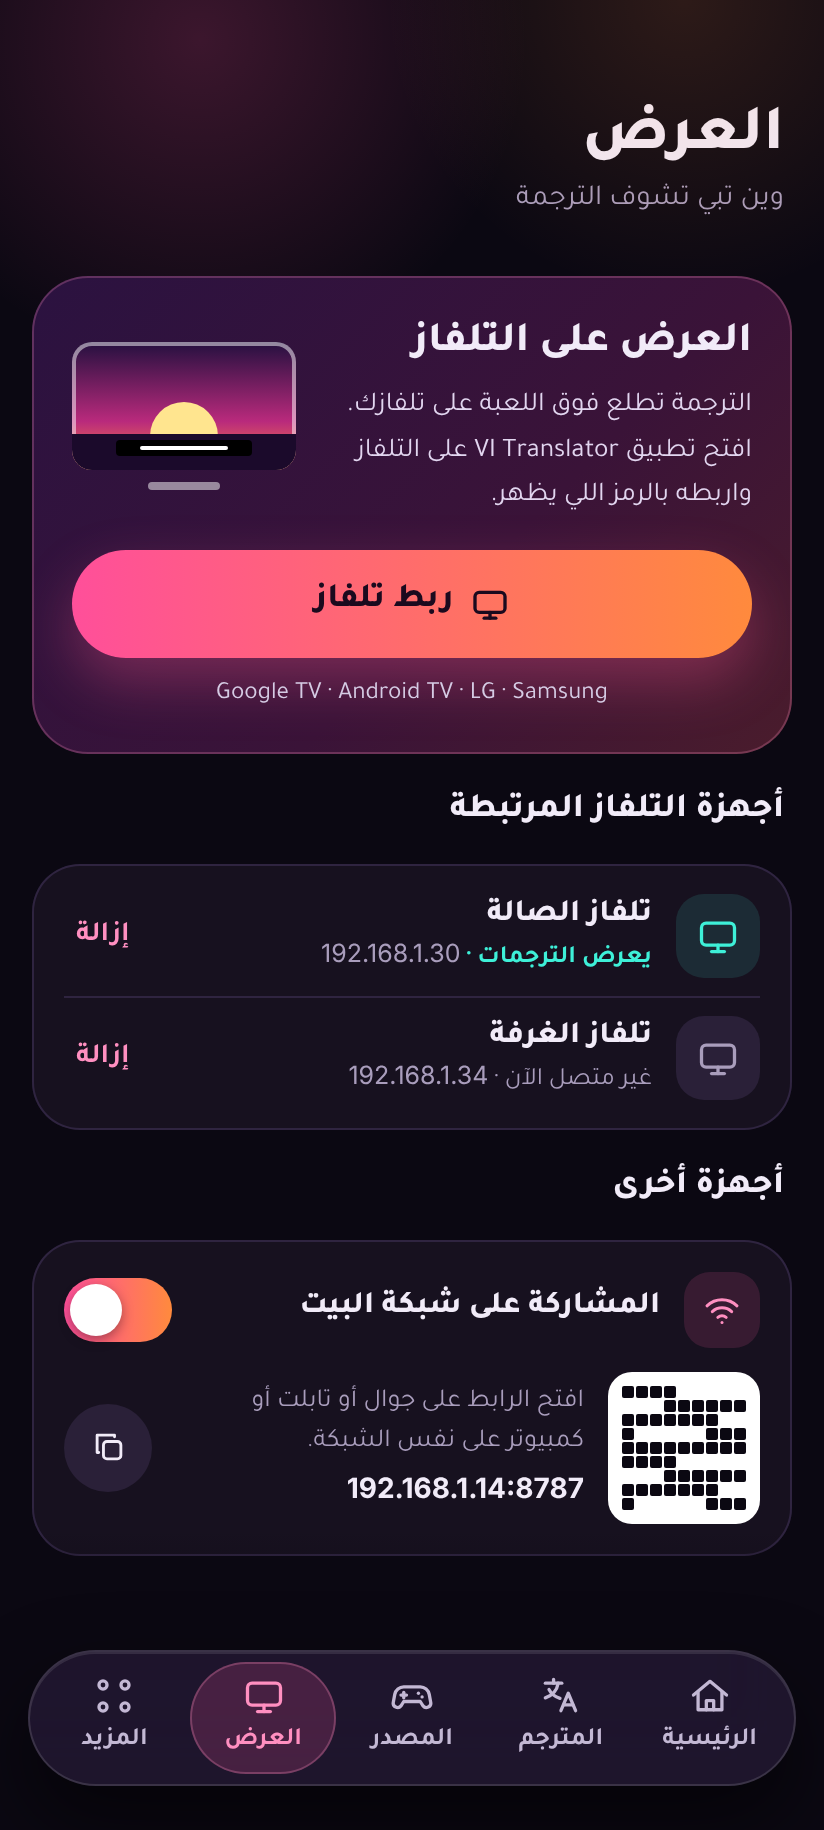 العرض
وين تبي تشوف الترجمة
العرض على التلفاز
الترجمة تطلع فوق اللعبة على تلفازك.
افتح تطبيق VI Translator على التلفاز
واربطه بالرمز اللي يظهر.
ربط تلفاز
Google TV · Android TV · LG · Samsung
أجهزة التلفاز المرتبطة
تلفاز الصالة
يعرض الترجمات · 192.168.1.30
إزالة
تلفاز الغرفة
غير متصل الآن · 192.168.1.34
إزالة
أجهزة أخرى
المشاركة على شبكة البيت
افتح الرابط على جوال أو تابلت أو
كمبيوتر على نفس الشبكة.
192.168.1.14:8787
الرئيسية
المترجم
المصدر
العرض
المزيد